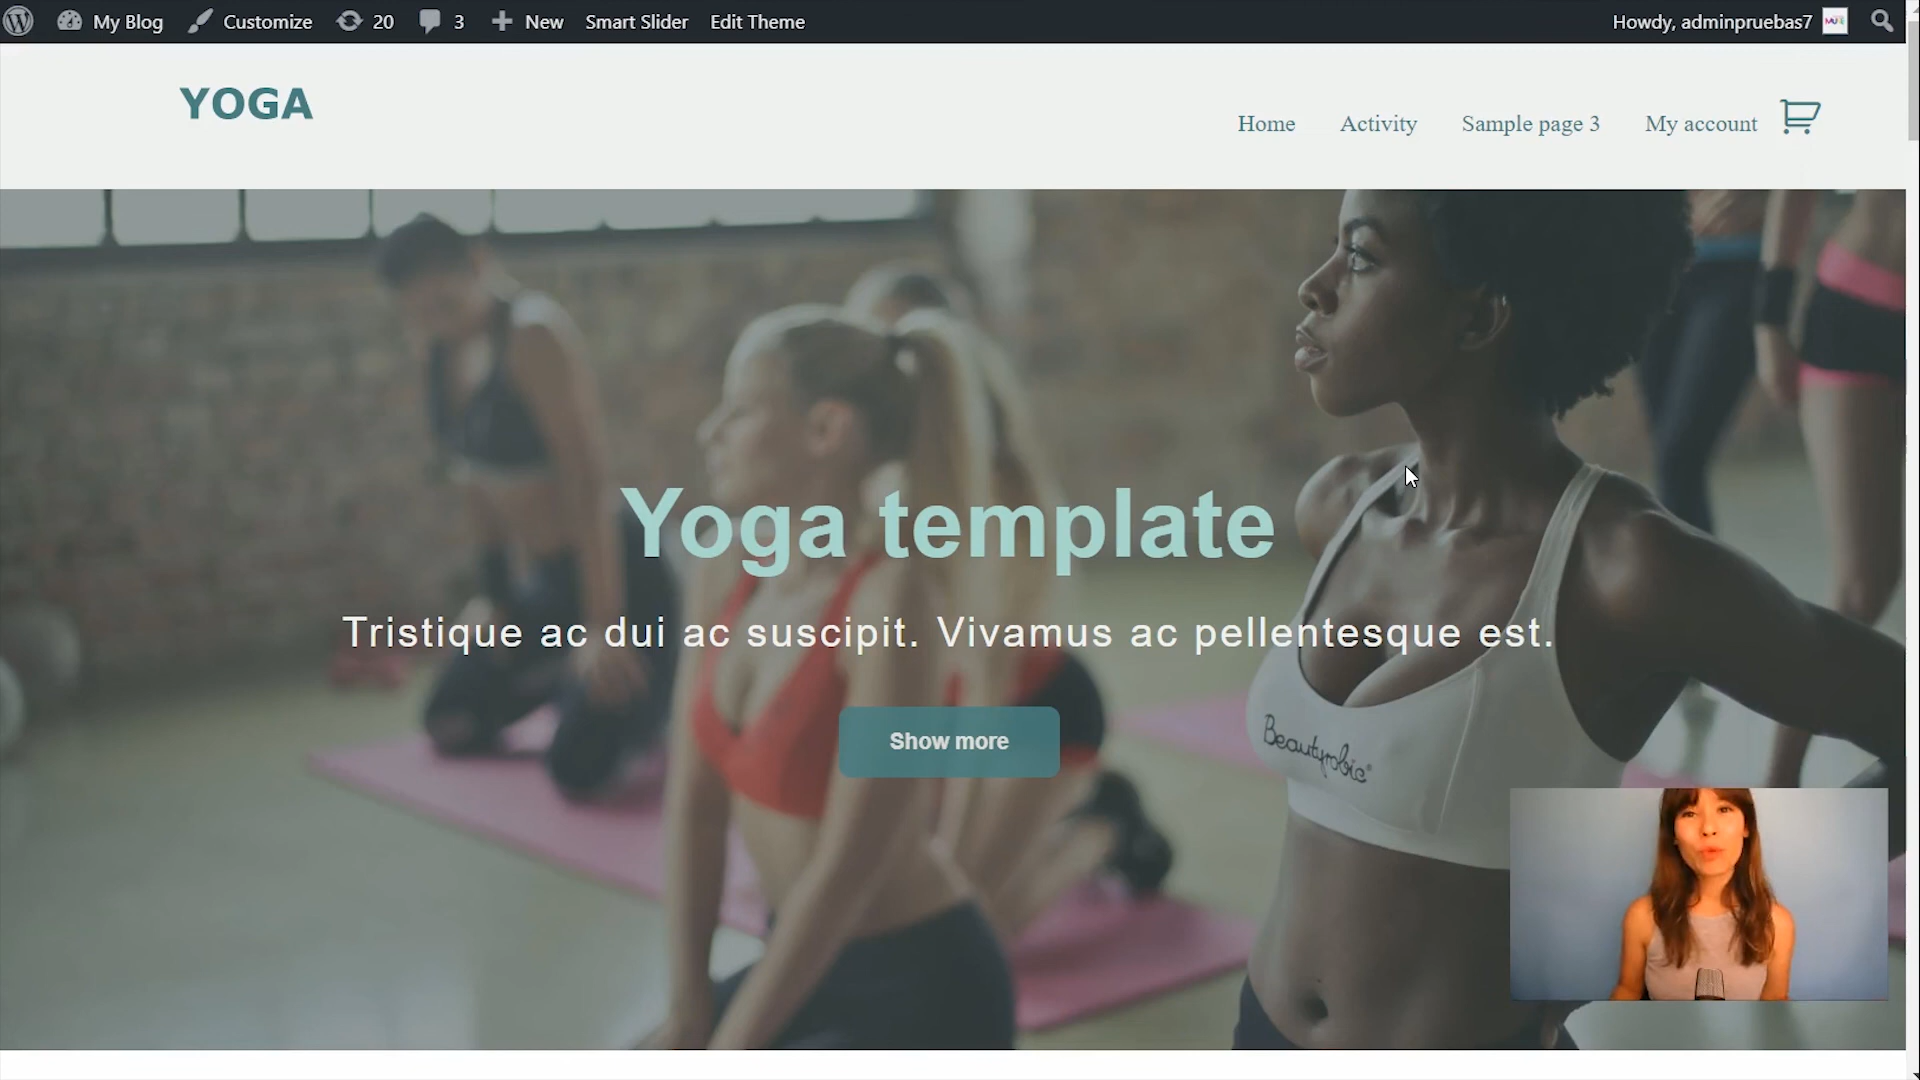 My Blog Customize 20 3 New Smart Slider Edit Theme Howdy, adminpruebas7
YOGA
Home Activity Sample page 3 My account
Yoga template
Tristique ac dui ac suscipit. Vivamus ac pellentesque est.
Show more
Beautyrobic®